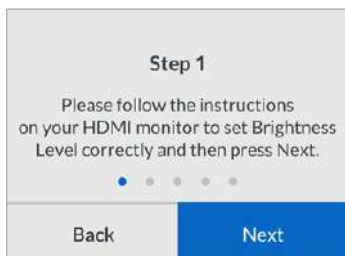 Step 1
Please follow the instructions
on your HDMI monitor to set Brightness
Level correctly and then press Next.
Back
Next